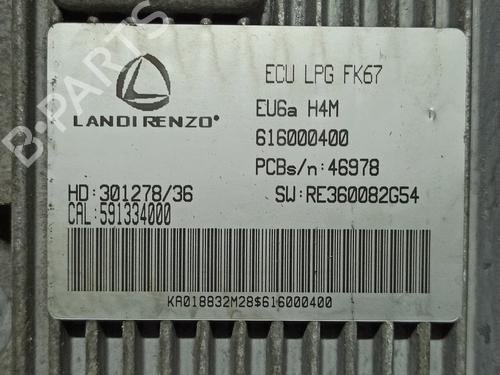 B-PARTS
LANDIRENZO®
ECU LPG FK67
EU6a H4M
616000400
PCBs/n:46978
HD:301278/36 SW:RE360082G54
CAL:591334000
KA018832M28$616000400